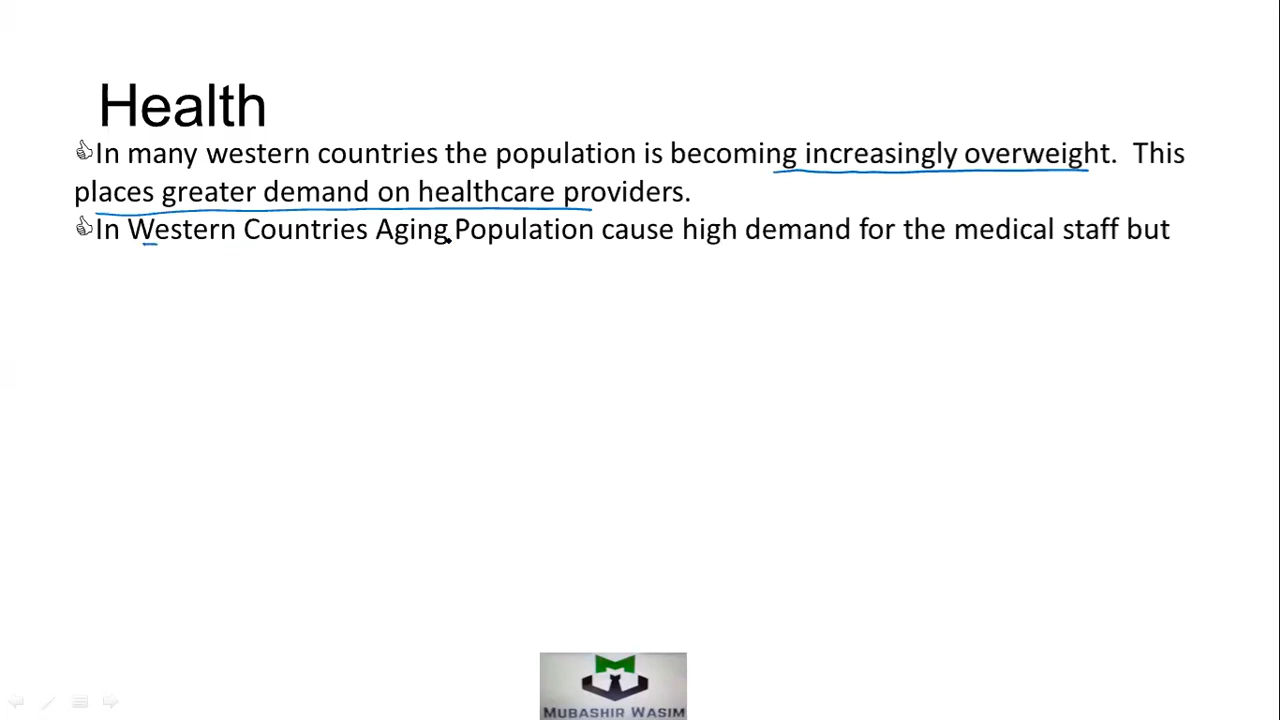 Health
👍In many western countries the population is becoming increasingly overweight. This
places greater demand on healthcare providers.
👍In Western Countries Aging Population cause high demand for the medical staff but
MUBASHIR WASIM